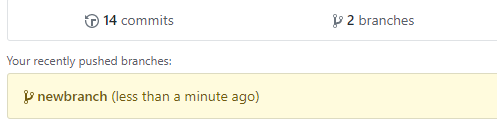 14 commits 2 branches
Your recently pushed branches:
newbranch (less than a minute ago)